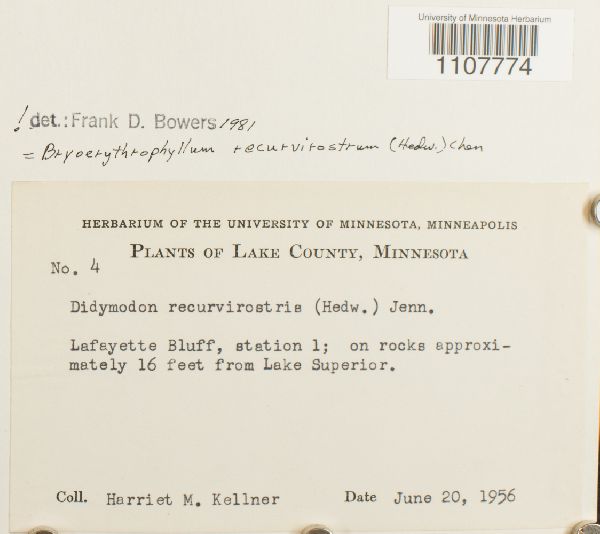 University of Minnesota Herbarium
1107774
! det.: Frank D. Bowers 1981
= Bryoerythrophyllum recurvirostrum (Hedw.) Chen
HERBARIUM OF THE UNIVERSITY OF MINNESOTA, MINNEAPOLIS
PLANTS OF LAKE COUNTY, MINNESOTA
No. 4
Didymodon recurvirostris (Hedw.) Jenn.
Lafayette Bluff, station 1; on rocks approxi-
mately 16 feet from Lake Superior.
Coll. Harriet M. Kellner Date June 20, 1956